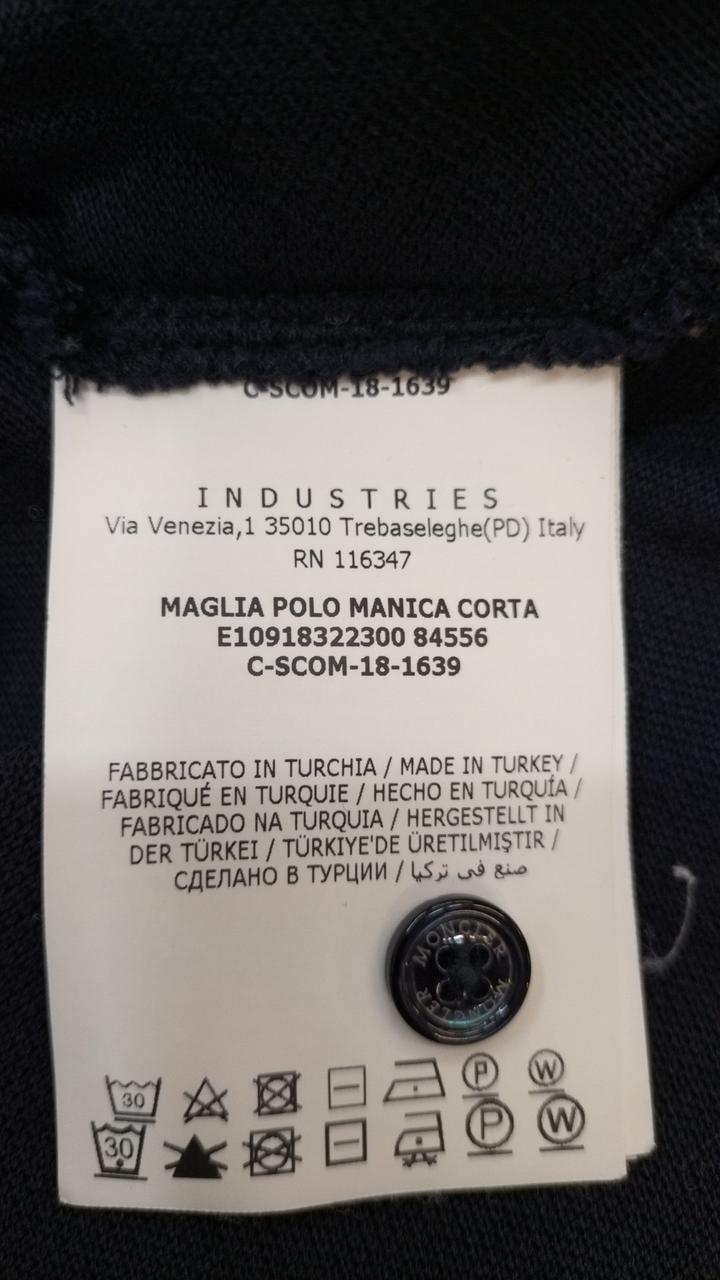 C-SCOM-18-1639
INDUSTRIES
Via Venezia,1 35010 Trebaseleghe(PD) Italy
RN 116347
MAGLIA POLO MANICA CORTA
E10918322300 84556
C-SCOM-18-1639
FABBRICATO IN TURCHIA / MADE IN TURKEY /
FABRIQUÉ EN TURQUIE / HECHO EN TURQUÍA /
FABRICADO NA TURQUIA / HERGESTELLT IN
DER TÜRKEI / TÜRKIYE'DE ÜRETILMIŞTIR /
СДЕЛАНО В ТУРЦИИ / صنع في تركيا
MONCLER
MONCLER
30 P W
30 P W